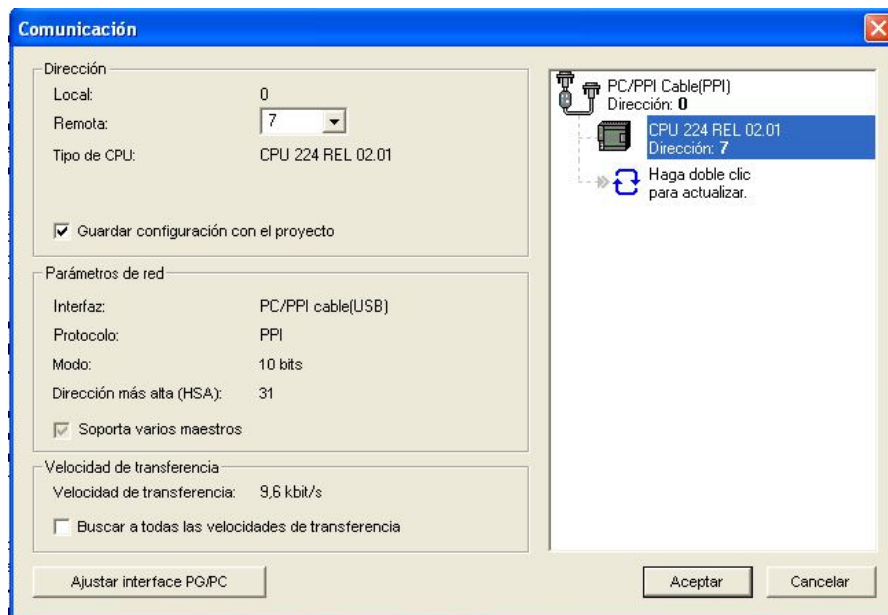 Comunicación
Dirección
Local: 0
Remota: 7
Tipo de CPU: CPU 224 REL 02.01
Guardar configuración con el proyecto
Parámetros de red
Interfaz: PC/PPI cable(USB)
Protocolo: PPI
Modo: 10 bits
Dirección más alta (HSA): 31
Soporta varios maestros
Velocidad de transferencia
Velocidad de transferencia: 9,6 kbit/s
Buscar a todas las velocidades de transferencia
PC/PPI Cable(PPI)
Dirección: 0
CPU 224 REL 02.01
Dirección: 7
Haga doble clic
para actualizar.
Ajustar interface PG/PC
Aceptar
Cancelar